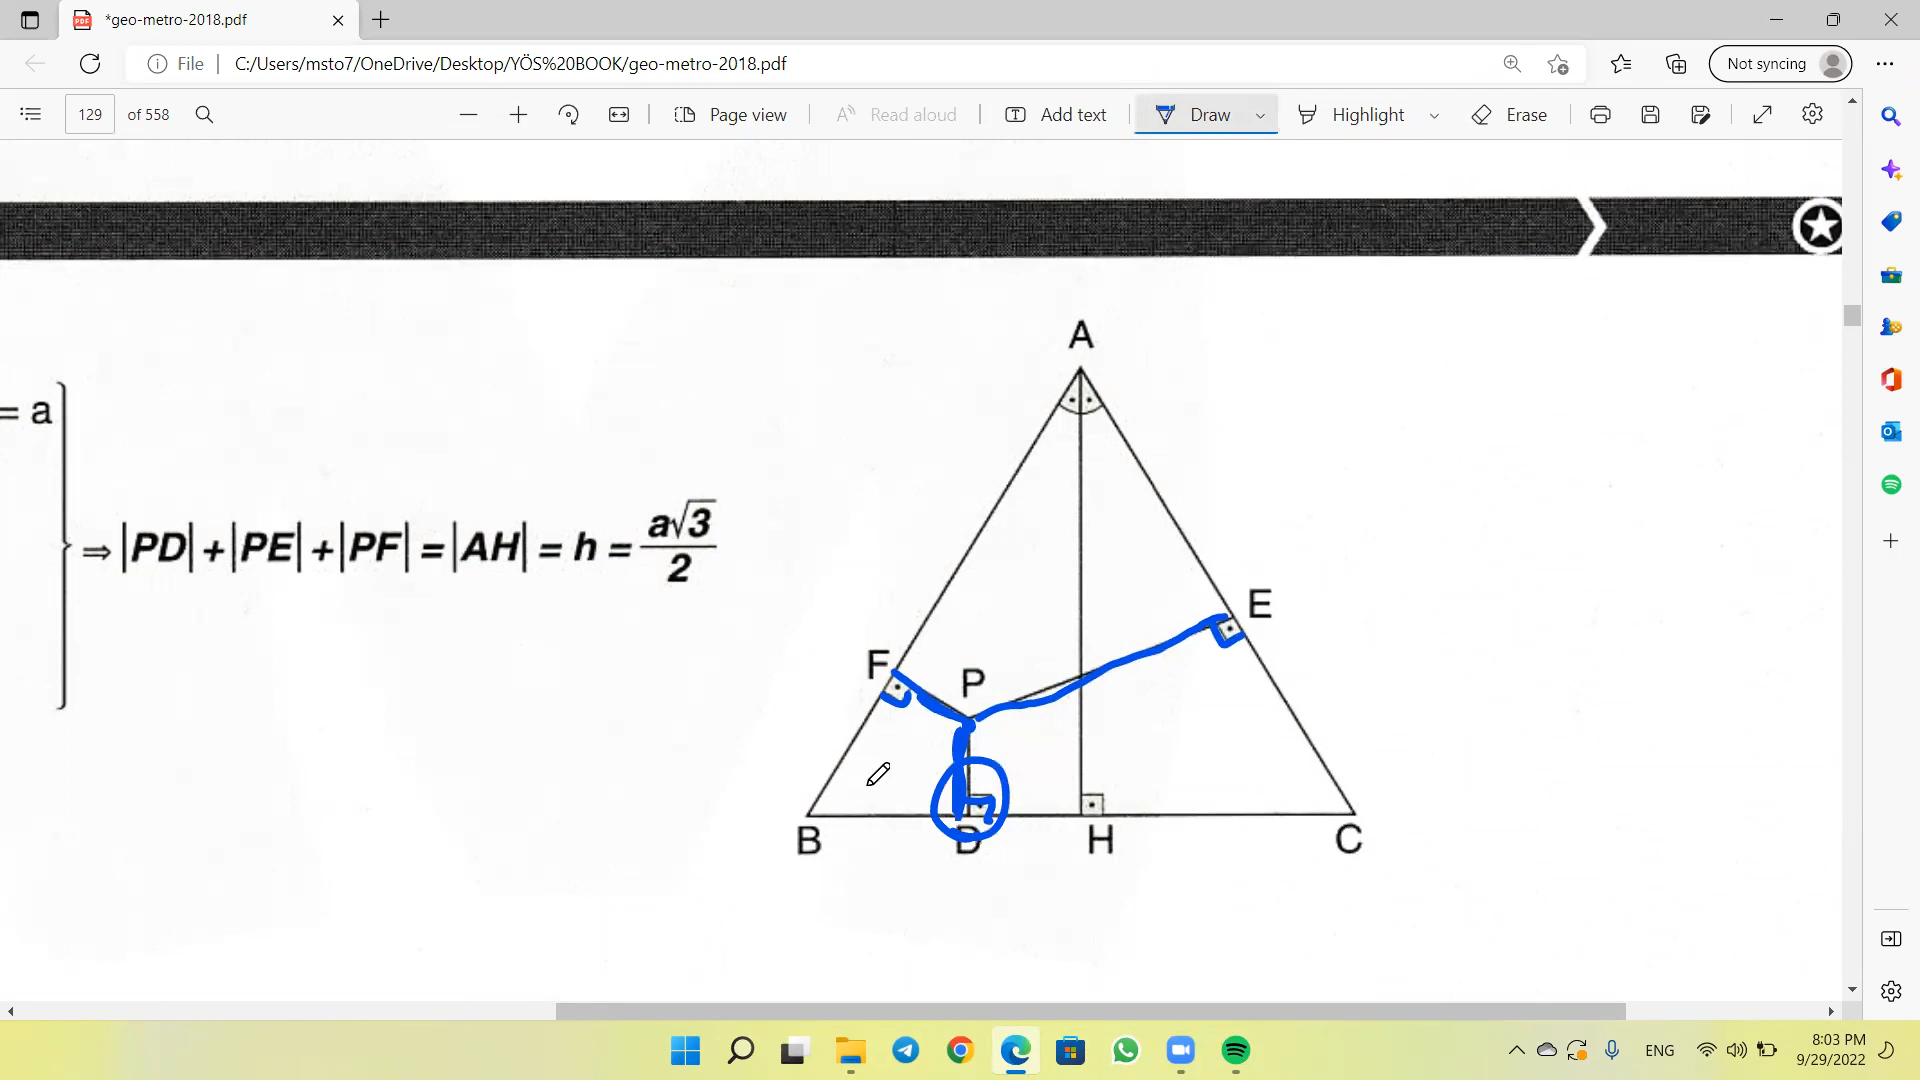 *geo-metro-2018.pdf
File
C:/Users/msto7/OneDrive/Desktop/YÖS%20BOOK/geo-metro-2018.pdf
Not syncing
129 of 558
Page view
Read aloud
Add text
Draw
Highlight
Erase
A
= a
⇒ |PD| + |PE| + |PF| = |AH| = h = a√3/2
E
F
P
B D H C
ENG
8:03 PM
9/29/2022